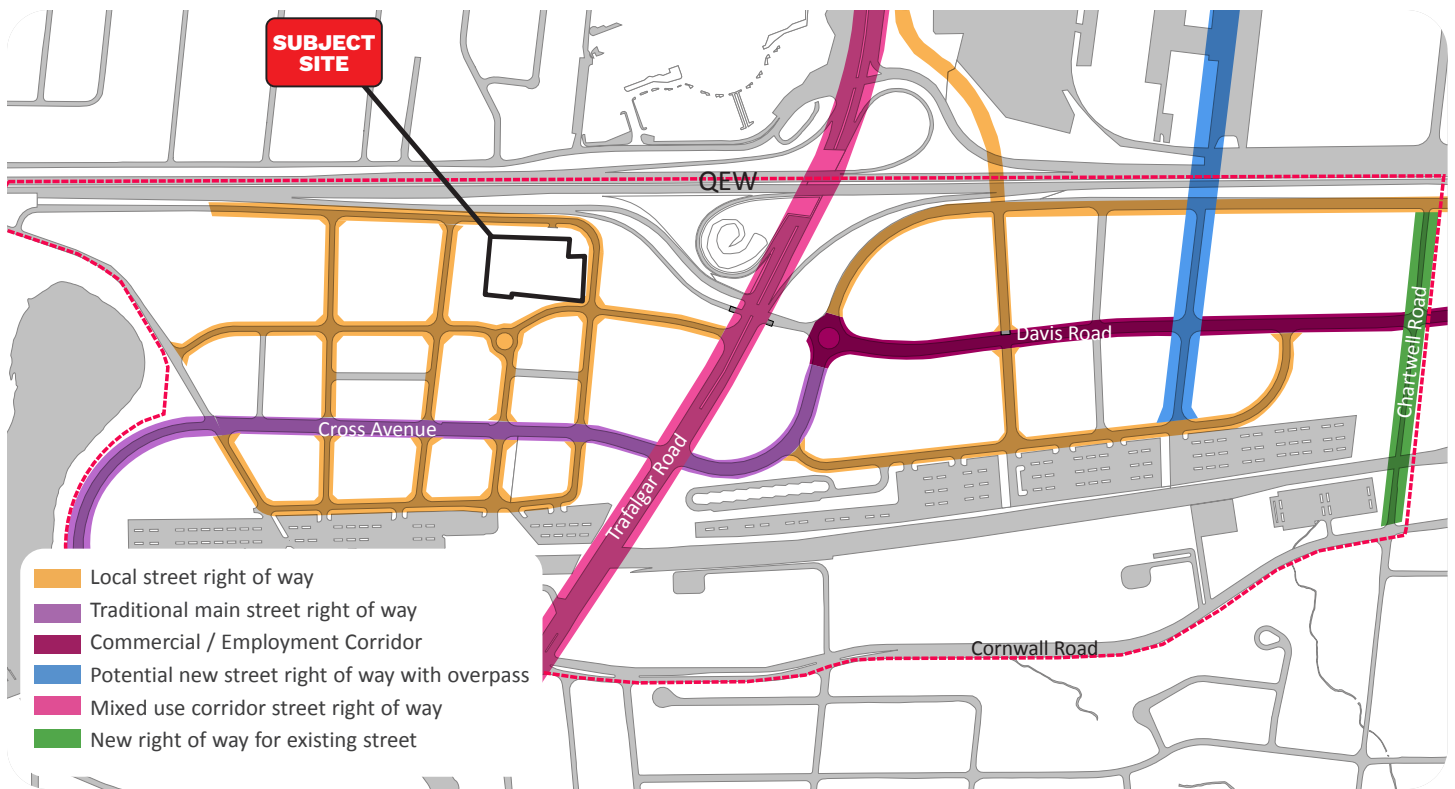 SUBJECT
SITE
QEW
Davis Road
Chartwell Road
Cross Avenue
Trafalgar Road
Cornwall Road
Local street right of way
Traditional main street right of way
Commercial / Employment Corridor
Potential new street right of way with overpass
Mixed use corridor street right of way
New right of way for existing street